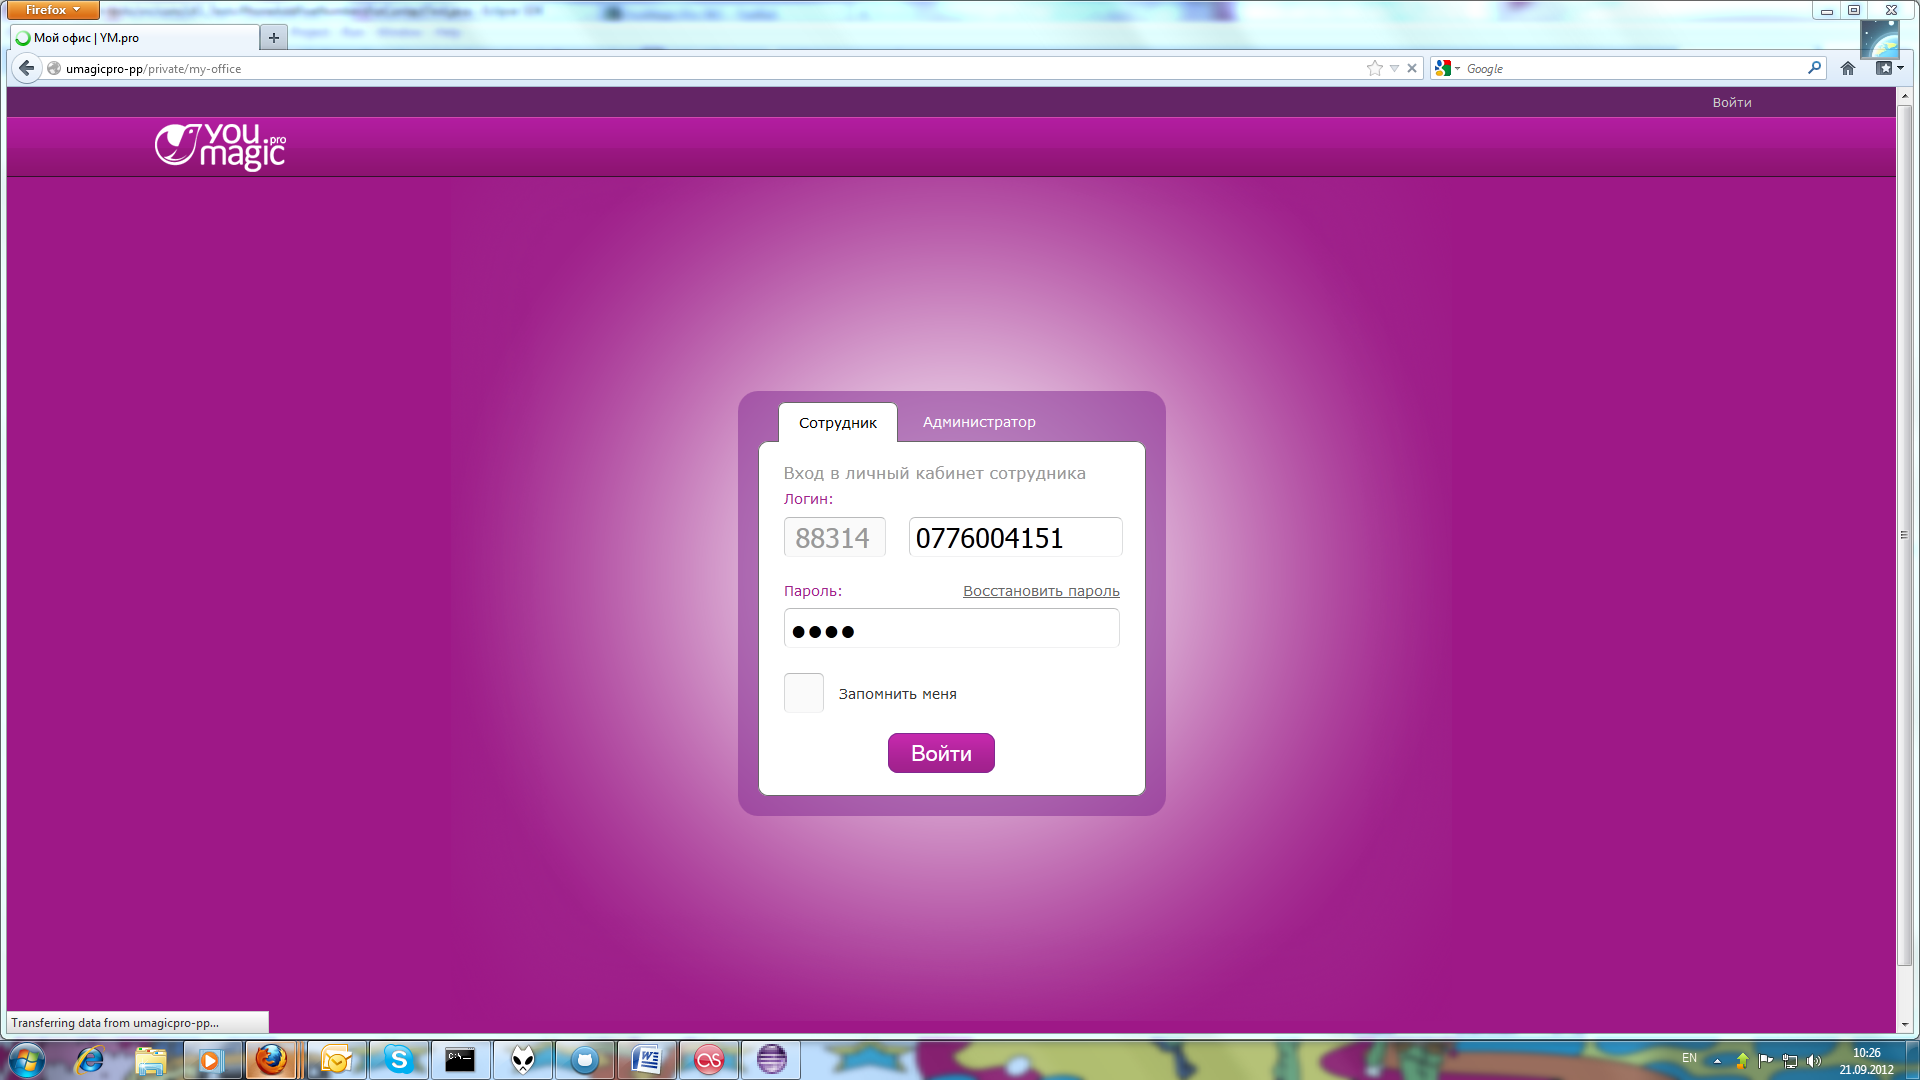 Firefox
Мой офис | YM.pro
umagicpro-pp/private/my-office
Google
Войти
you magic pro
Сотрудник
Администратор
Вход в личный кабинет сотрудника
Логин:
88314
0776004151
Пароль:
Восстановить пароль
Запомнить меня
Войти
Transferring data from umagicpro-pp...
EN
10:26
21.09.2012